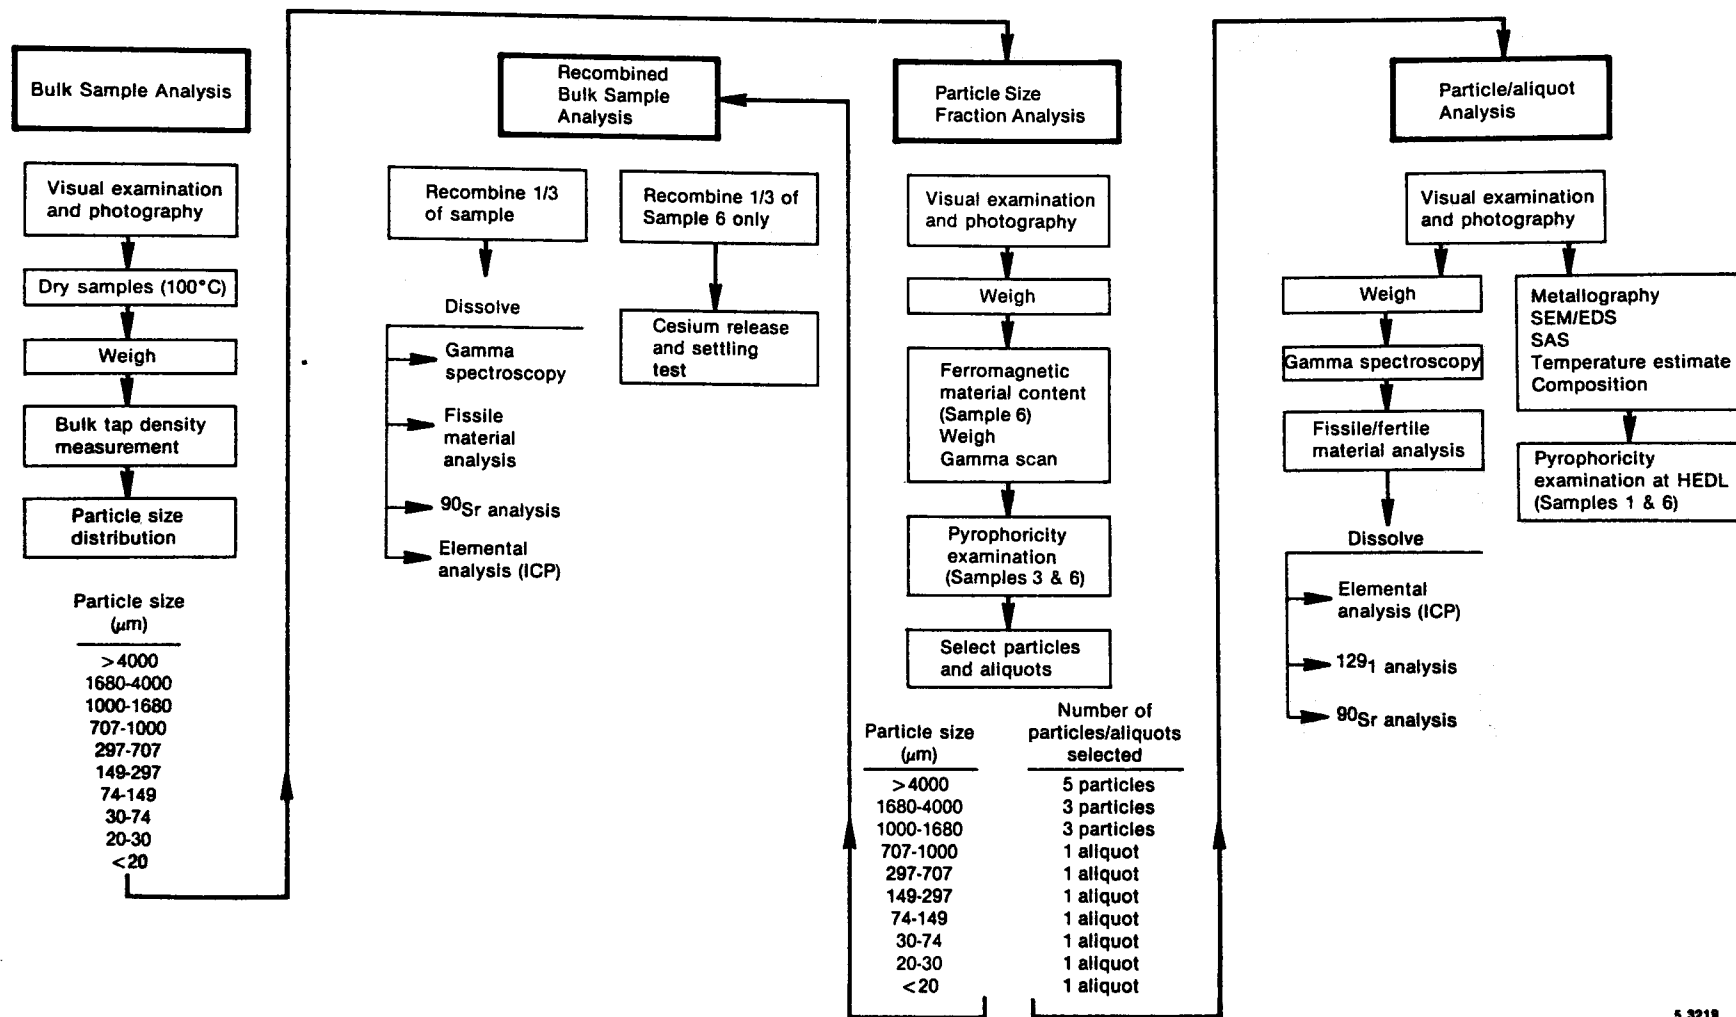 Bulk Sample Analysis
Visual examination
and photography
Dry samples (100°C)
Weigh
Bulk tap density
measurement
Particle size
distribution
Particle size
(μm)
>4000
1680-4000
1000-1680
707-1000
297-707
149-297
74-149
30-74
20-30
<20
Recombined
Bulk Sample
Analysis
Recombine 1/3
of sample
Dissolve
Gamma
spectroscopy
Fissile
material
analysis
90Sr analysis
Elemental
analysis (ICP)
Recombine 1/3 of
Sample 6 only
Cesium release
and settling
test
Particle Size
Fraction Analysis
Visual examination
and photography
Weigh
Ferromagnetic
material content
(Sample 6)
Weigh
Gamma scan
Pyrophoricity
examination
(Samples 3 & 6)
Select particles
and aliquots
Particle size
(μm)
>4000
1680-4000
1000-1680
707-1000
297-707
149-297
74-149
30-74
20-30
<20
Number of
particles/aliquots
selected
5 particles
3 particles
3 particles
1 aliquot
1 aliquot
1 aliquot
1 aliquot
1 aliquot
1 aliquot
1 aliquot
Particle/aliquot
Analysis
Visual examination
and photography
Weigh
Gamma spectroscopy
Fissile/fertile
material analysis
Dissolve
Elemental
analysis (ICP)
129I analysis
90Sr analysis
Metallography
SEM/EDS
SAS
Temperature estimate
Composition
Pyrophoricity
examination at HEDL
(Samples 1 & 6)
5 3219